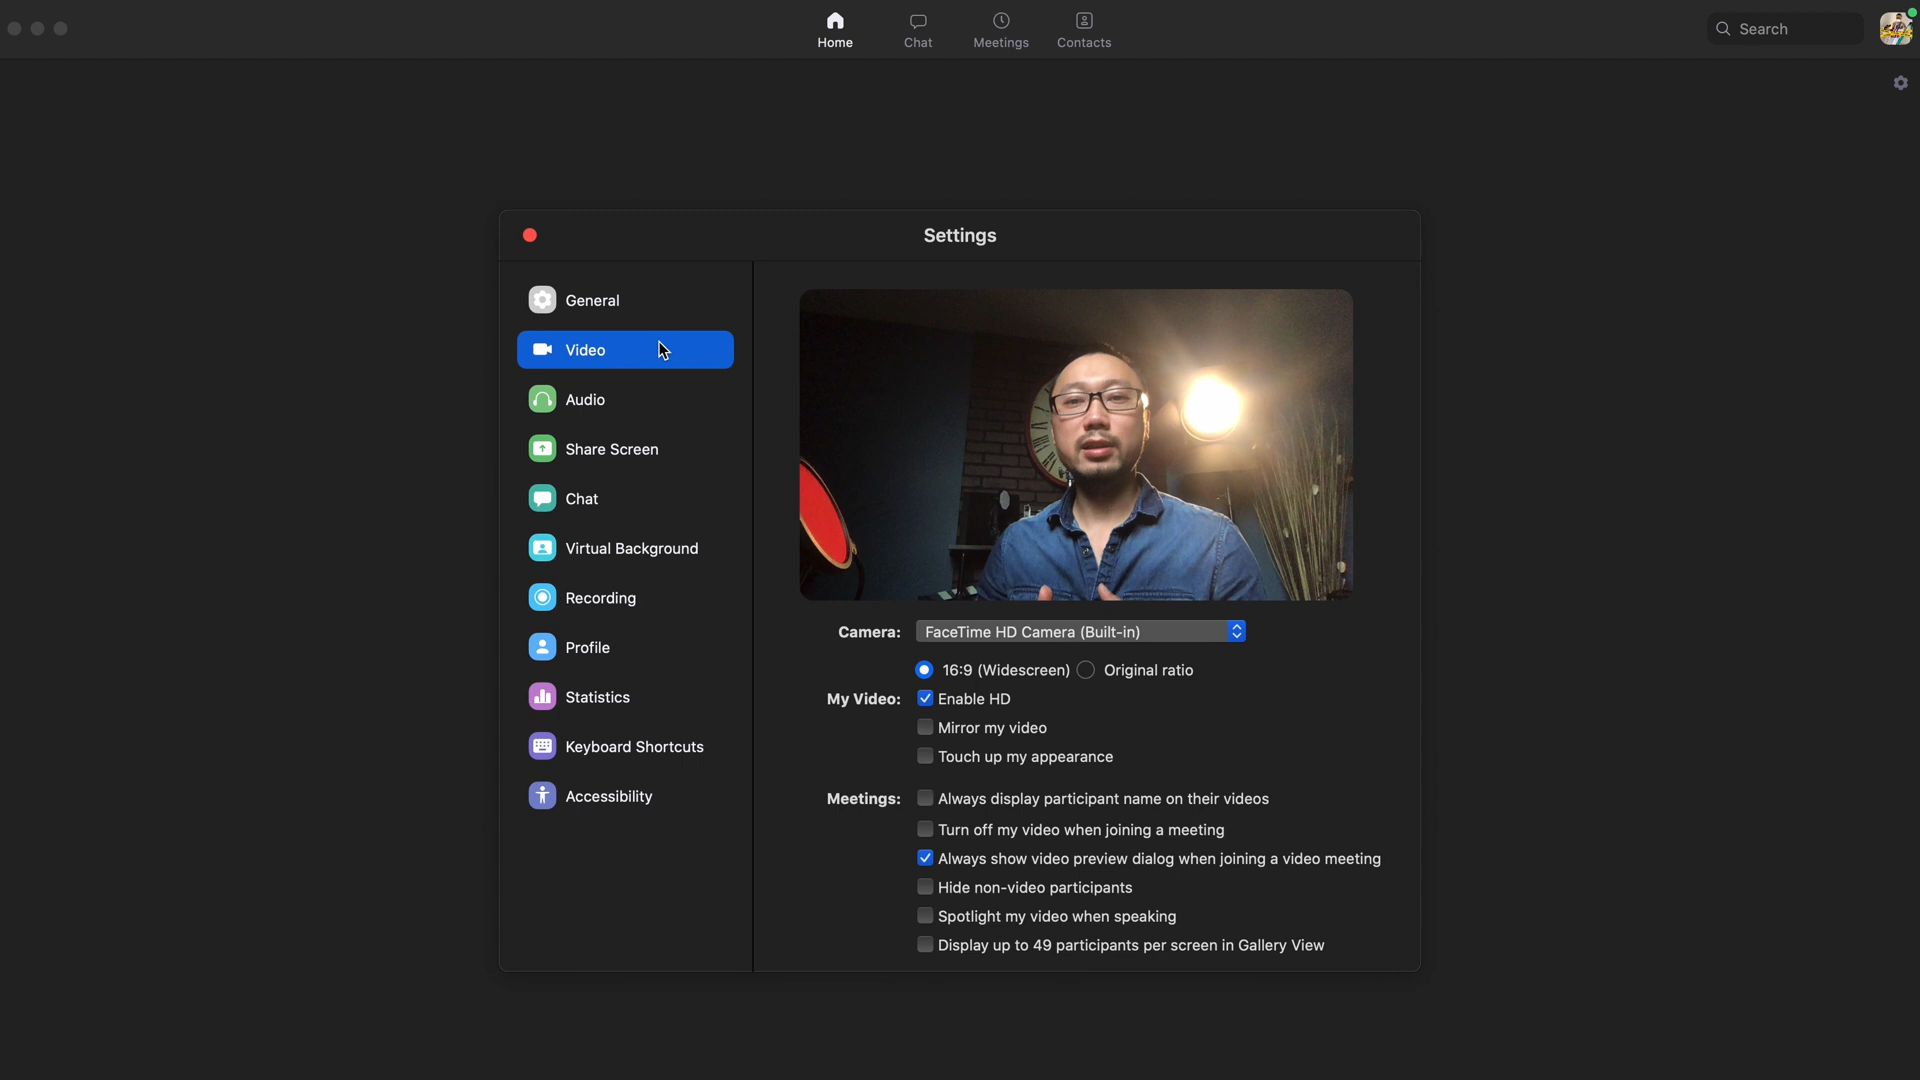 Home
Chat
Meetings
Contacts
Search
Settings
General
Video
Audio
Share Screen
Chat
Virtual Background
Recording
Profile
Statistics
Keyboard Shortcuts
Accessibility
Camera: FaceTime HD Camera (Built-in)
16:9 (Widescreen) Original ratio
My Video: Enable HD
Mirror my video
Touch up my appearance
Meetings: Always display participant name on their videos
Turn off my video when joining a meeting
Always show video preview dialog when joining a video meeting
Hide non-video participants
Spotlight my video when speaking
Display up to 49 participants per screen in Gallery View